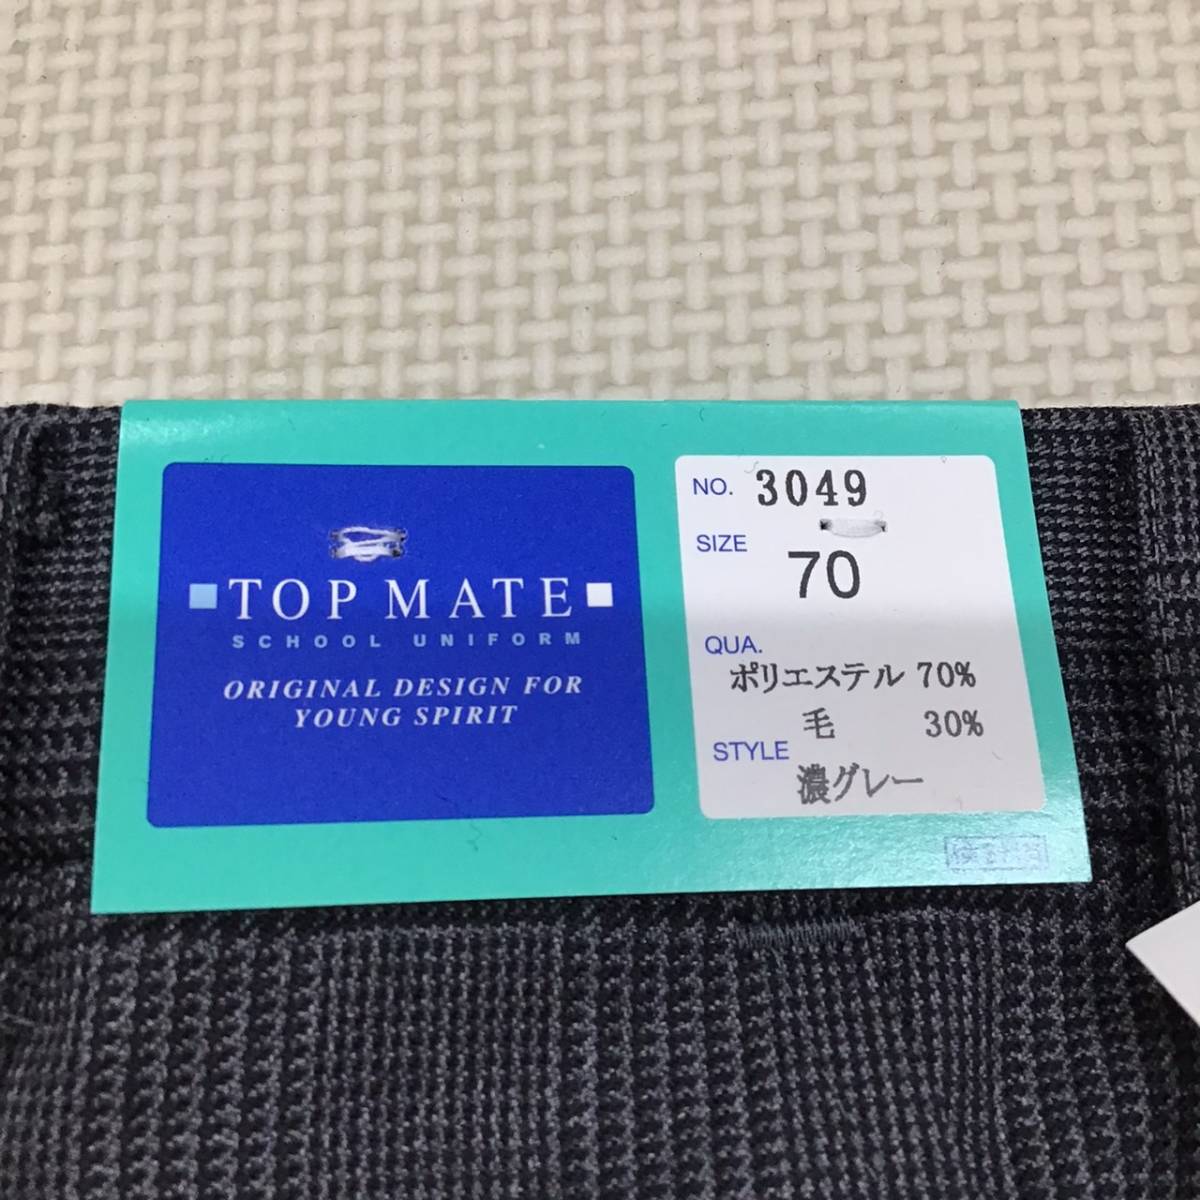 TOP MATE
SCHOOL UNIFORM
ORIGINAL DESIGN FOR
YOUNG SPIRIT
NO. 3049
SIZE
70
QUA.
ポリエステル 70%
毛 30%
STYLE
濃グレー